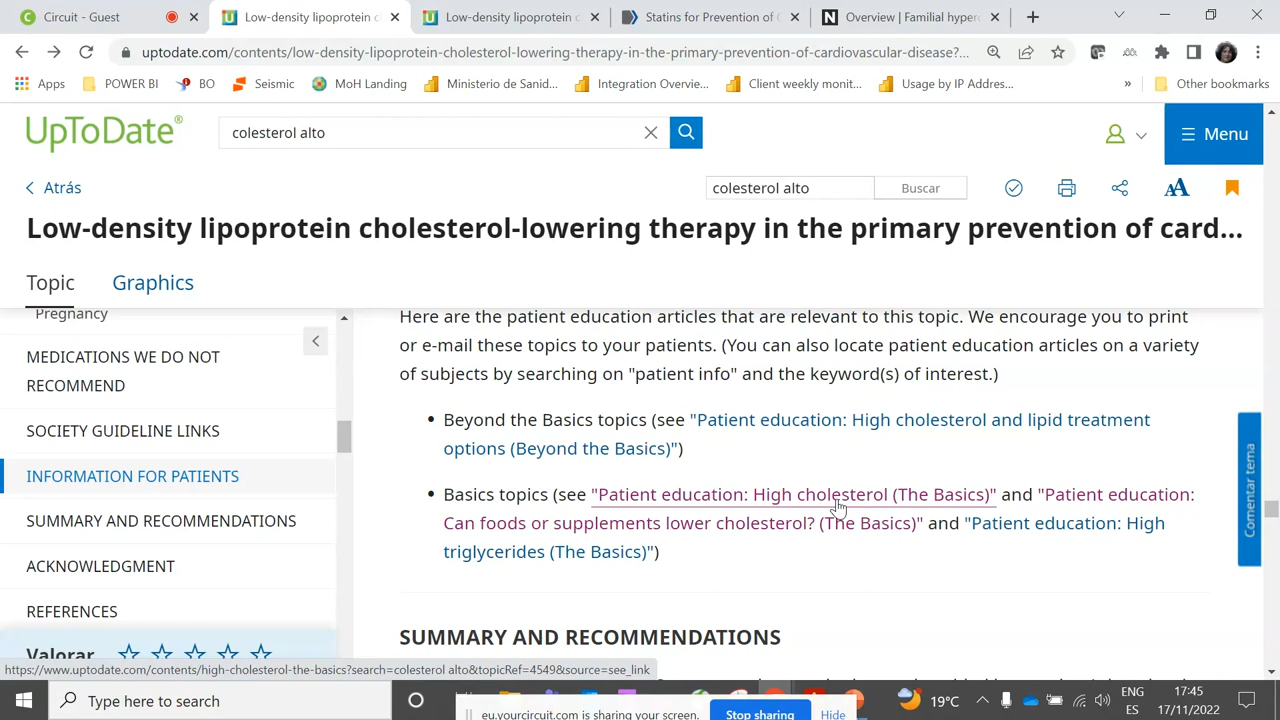 Circuit - Guest
Low-density lipoprotein c
Low-density lipoprotein c
Statins for Prevention of C
Overview | Familial hyper
uptodate.com/contents/low-density-lipoprotein-cholesterol-lowering-therapy-in-the-primary-prevention-of-cardiovascular-disease?...
Apps
POWER BI
BO
Seismic
MoH Landing
Ministerio de Sanid...
Integration Overvie...
Client weekly monit...
Usage by IP Addres...
»
Other bookmarks
UpToDate®
colesterol alto
Menu
Atrás
colesterol alto
Buscar
AA
Low-density lipoprotein cholesterol-lowering therapy in the primary prevention of card...
Topic
Graphics
Pregnancy
MEDICATIONS WE DO NOT
RECOMMEND
SOCIETY GUIDELINE LINKS
INFORMATION FOR PATIENTS
SUMMARY AND RECOMMENDATIONS
ACKNOWLEDGMENT
REFERENCES
Valorar
Here are the patient education articles that are relevant to this topic. We encourage you to print
or e-mail these topics to your patients. (You can also locate patient education articles on a variety
of subjects by searching on "patient info" and the keyword(s) of interest.)
• Beyond the Basics topics (see "Patient education: High cholesterol and lipid treatment
options (Beyond the Basics)")
• Basics topics (see "Patient education: High cholesterol (The Basics)" and "Patient education:
Can foods or supplements lower cholesterol? (The Basics)" and "Patient education: High
triglycerides (The Basics)")
SUMMARY AND RECOMMENDATIONS
Comentar tema
https://www.uptodate.com/contents/high-cholesterol-the-basics?search=colesterol alto&topicRef=4549&source=see_link
Type here to search
eu.yourcircuit.com is sharing your screen.
Stop sharing
Hide
19°C
ENG
ES
17:45
17/11/2022